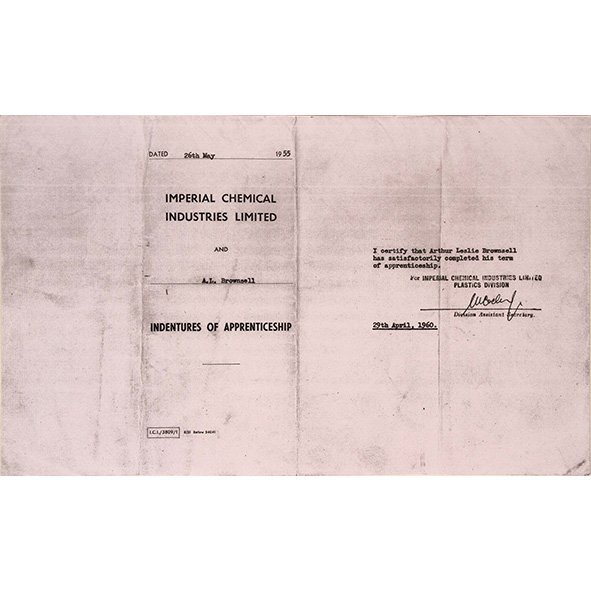 DATED 26th May 1955
IMPERIAL CHEMICAL
INDUSTRIES LIMITED
AND
A.L. Brownsell
INDENTURES OF APPRENTICESHIP
I.C.I./3809/1
I certify that Arthur Leslie Brownsell
has satisfactorily completed his term
of apprenticeship.
For IMPERIAL CHEMICAL INDUSTRIES LIMITED
PLASTICS DIVISION
Division Assistant Secretary.
29th April, 1960.